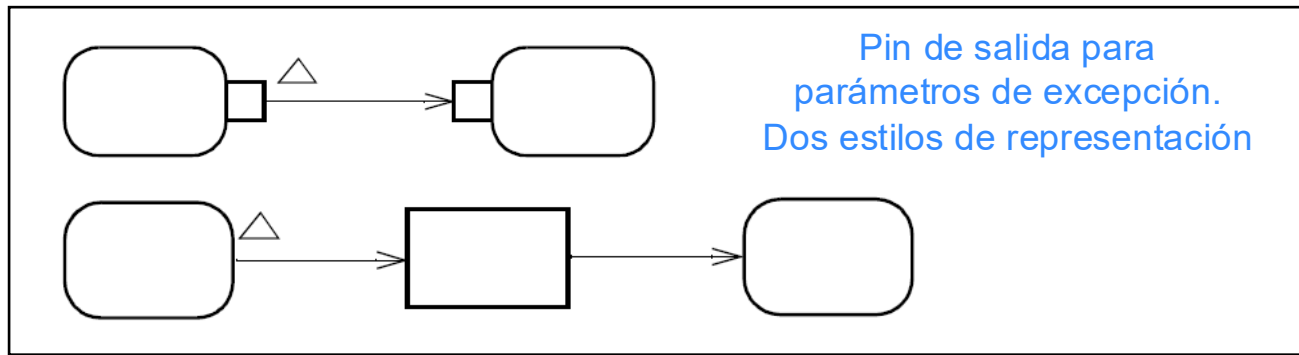 Pin de salida para
parámetros de excepción.
Dos estilos de representación